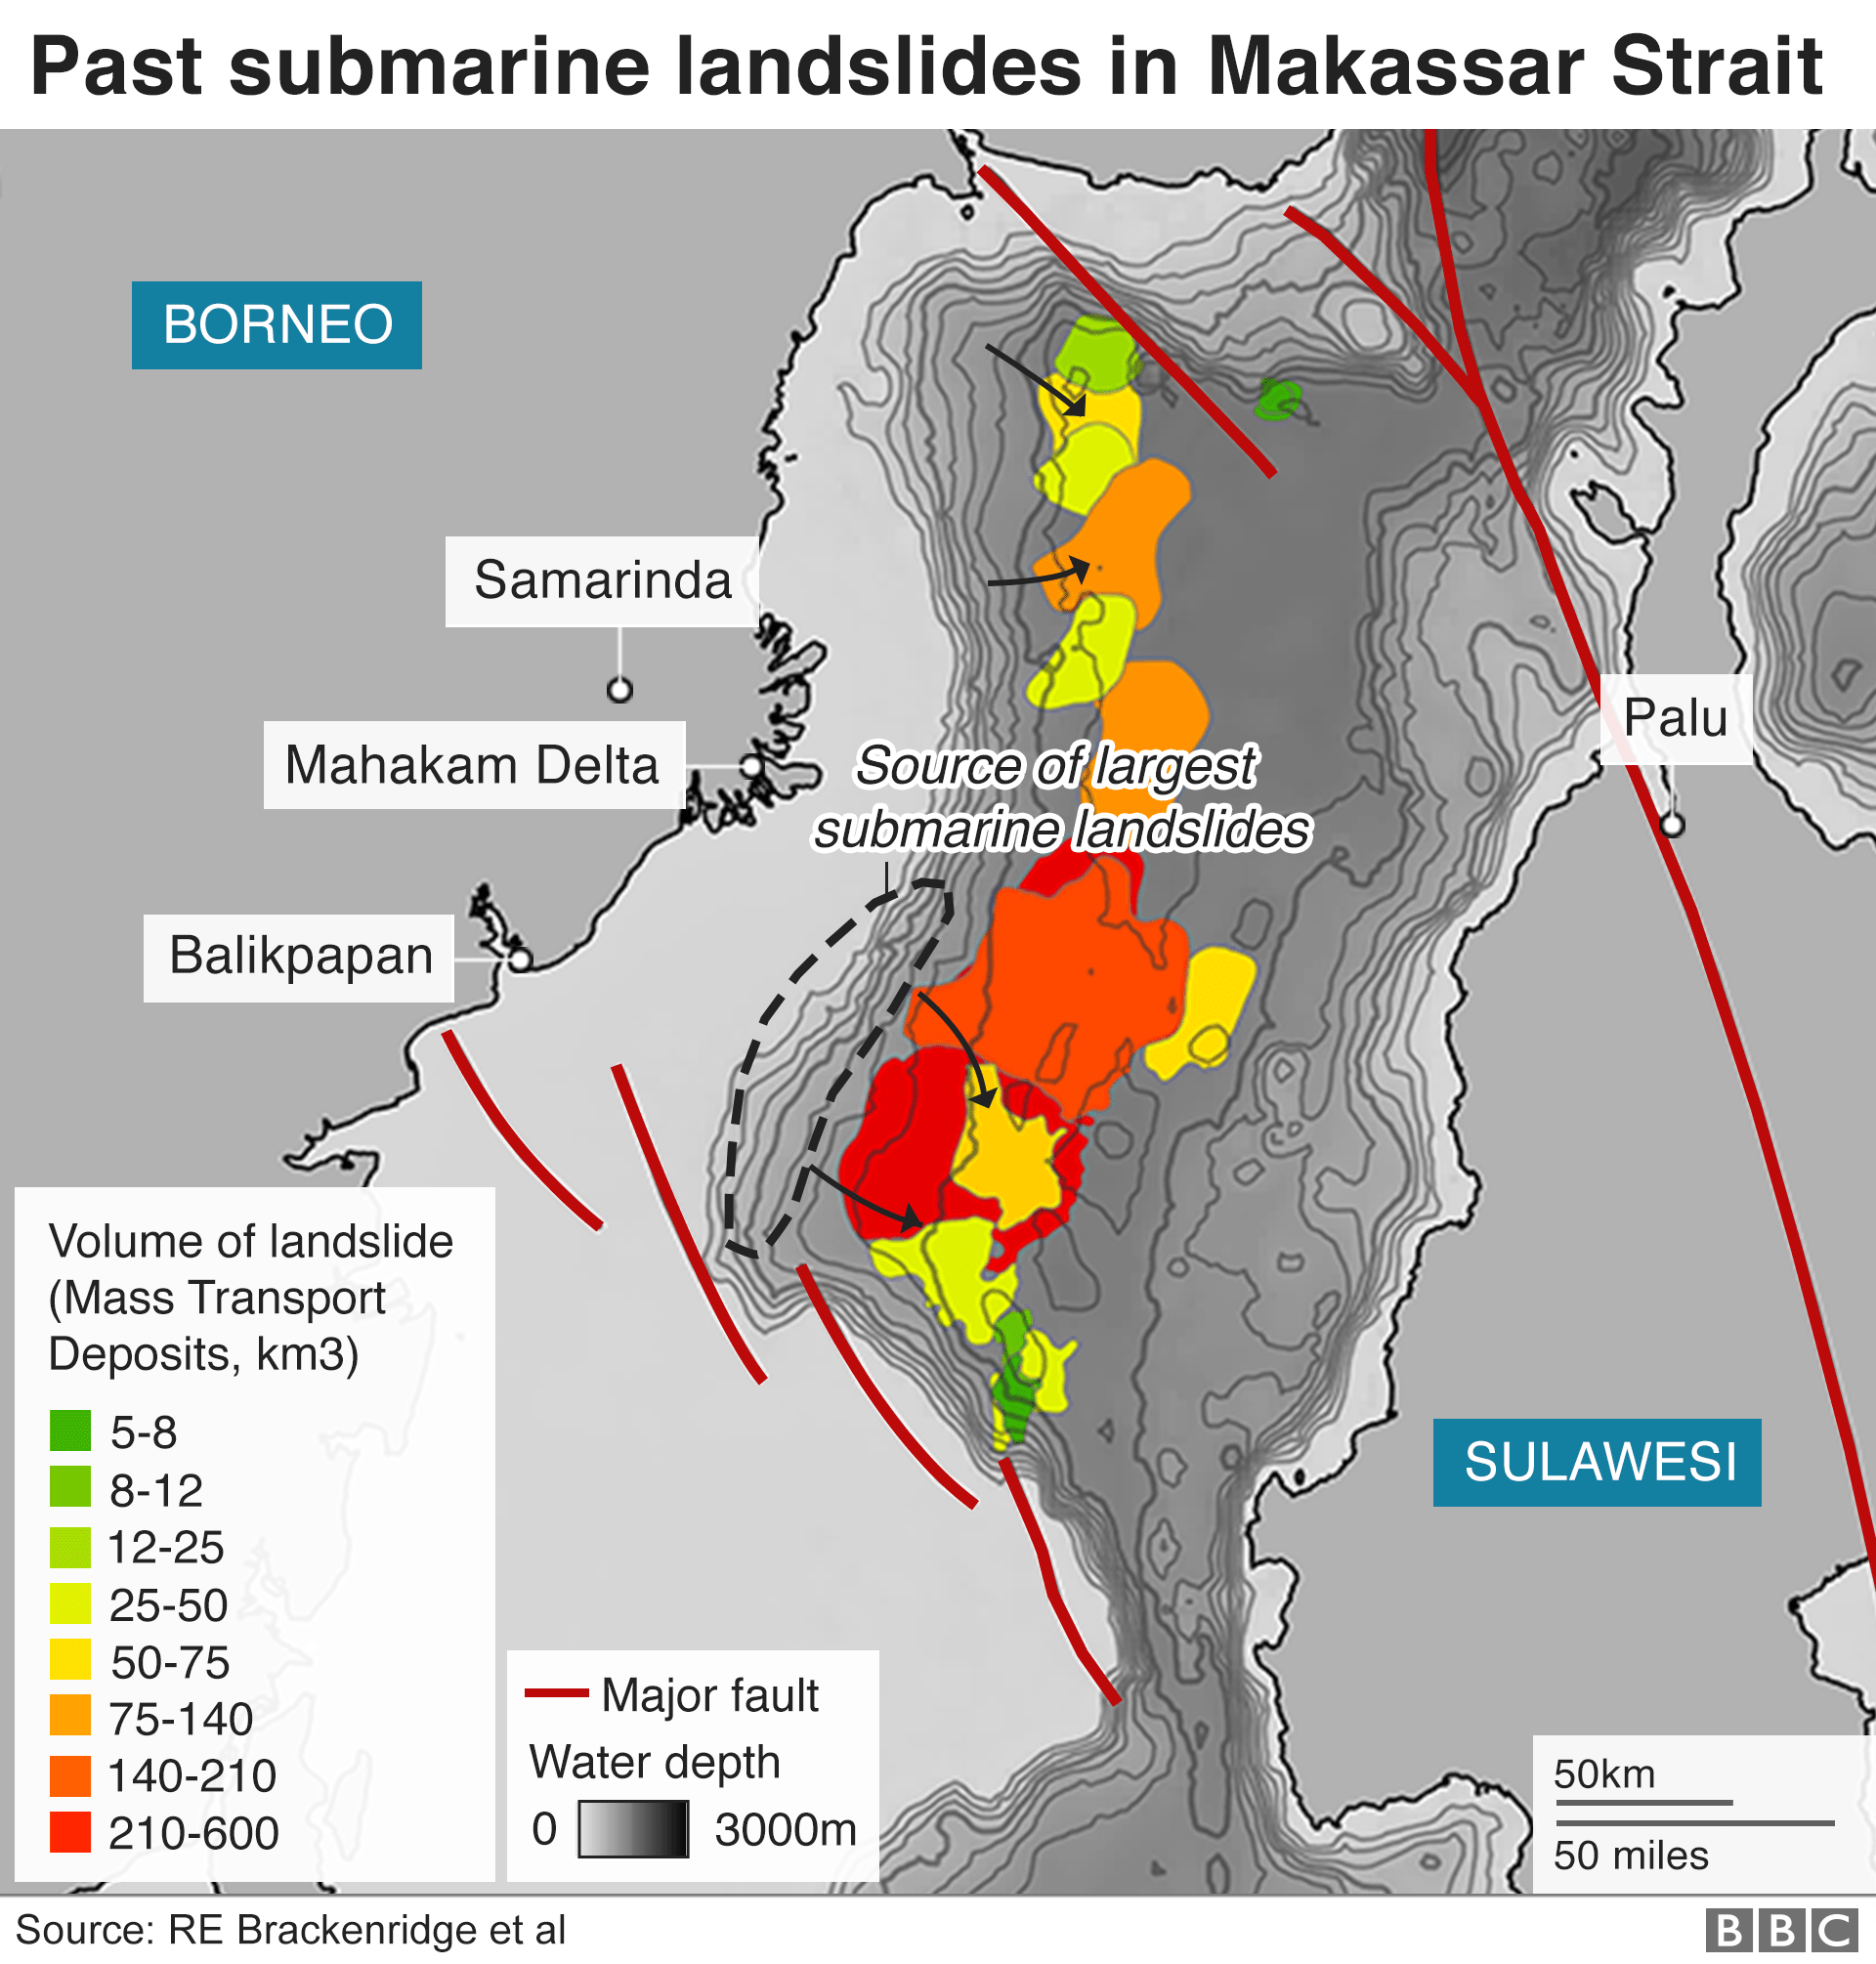 Past submarine landslides in Makassar Strait
BORNEO
Samarinda
Mahakam Delta
Source of largest
submarine landslides
Palu
Balikpapan
Volume of landslide
(Mass Transport
Deposits, km3)
5-8
8-12
12-25
25-50
50-75
75-140
140-210
210-600
SULAWESI
Major fault
Water depth
0 3000m
50km
50 miles
Source: RE Brackenridge et al
BBC